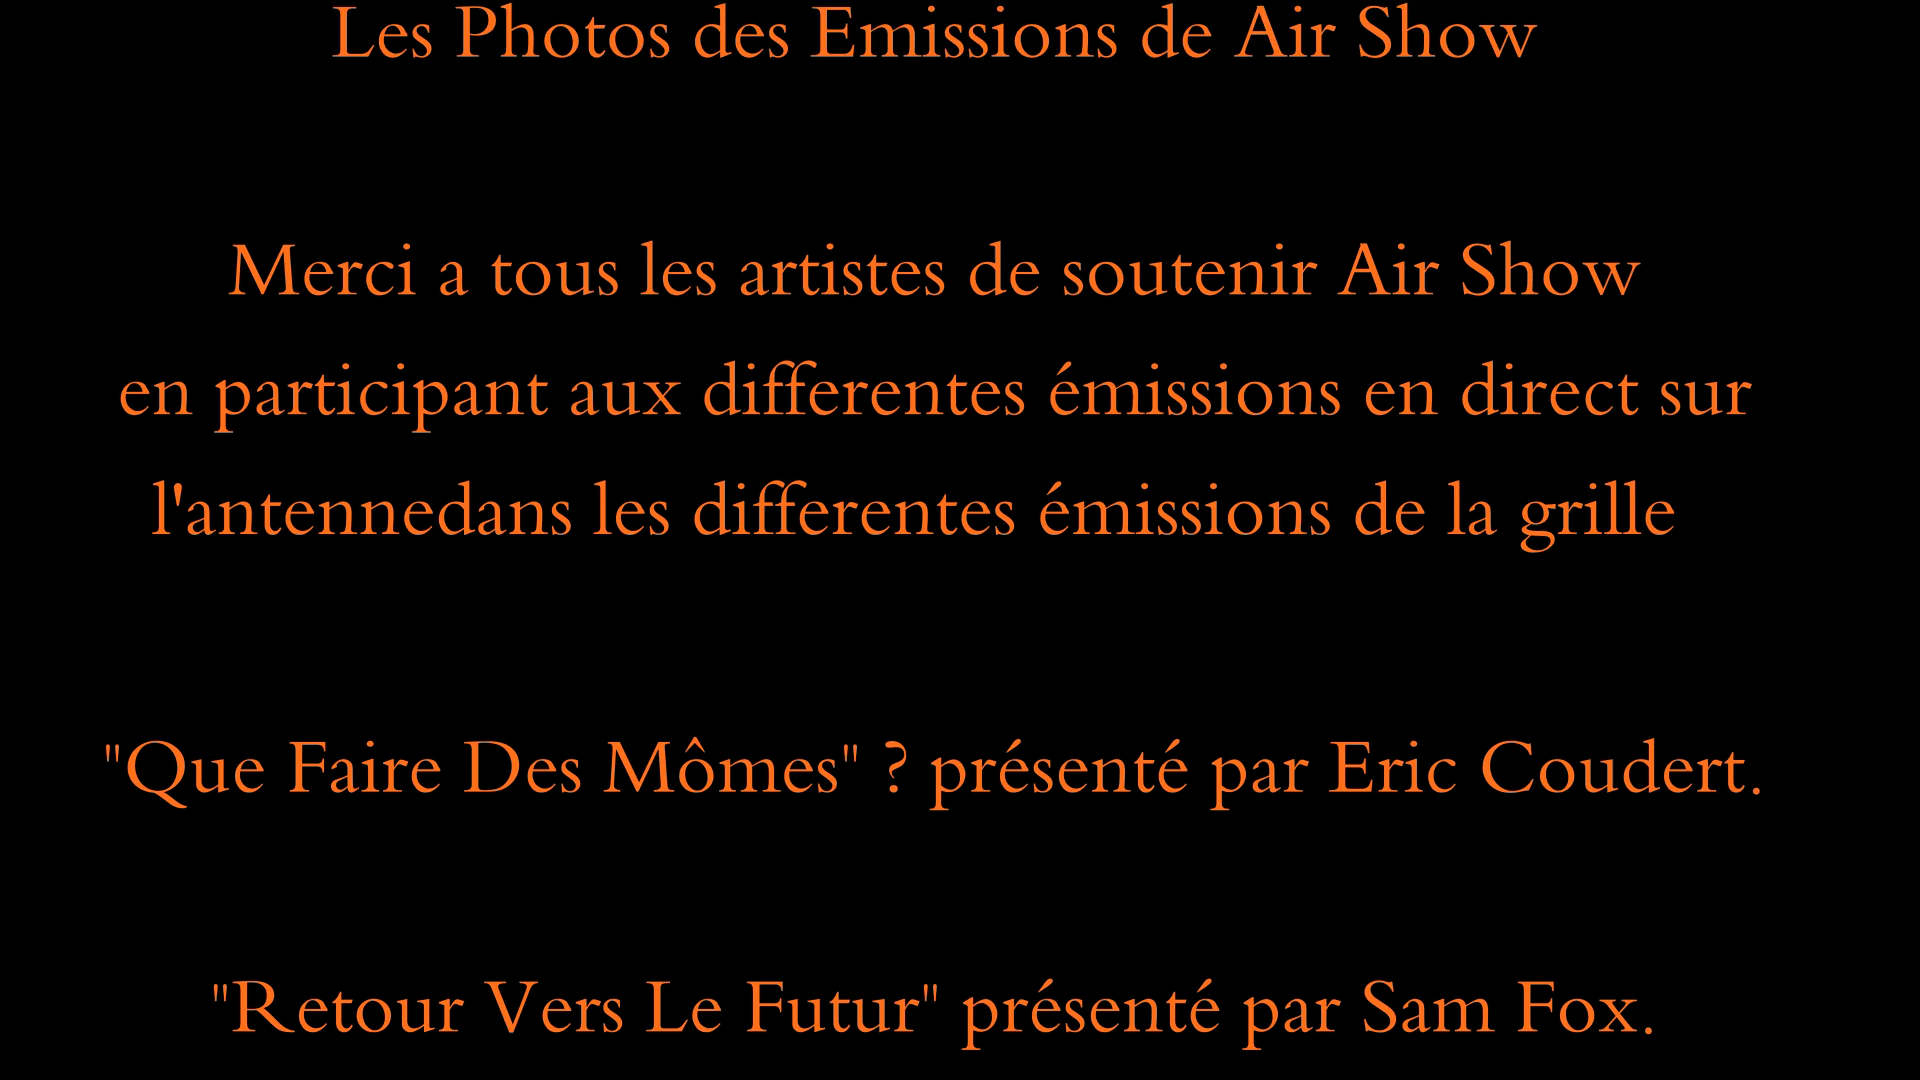 Les Photos des Emissions de Air Show
Merci a tous les artistes de soutenir Air Show
en participant aux differentes émissions en direct sur
l'antennedans les differentes émissions de la grille
"Que Faire Des Mômes" ? présenté par Eric Coudert.
"Retour Vers Le Futur" présenté par Sam Fox.